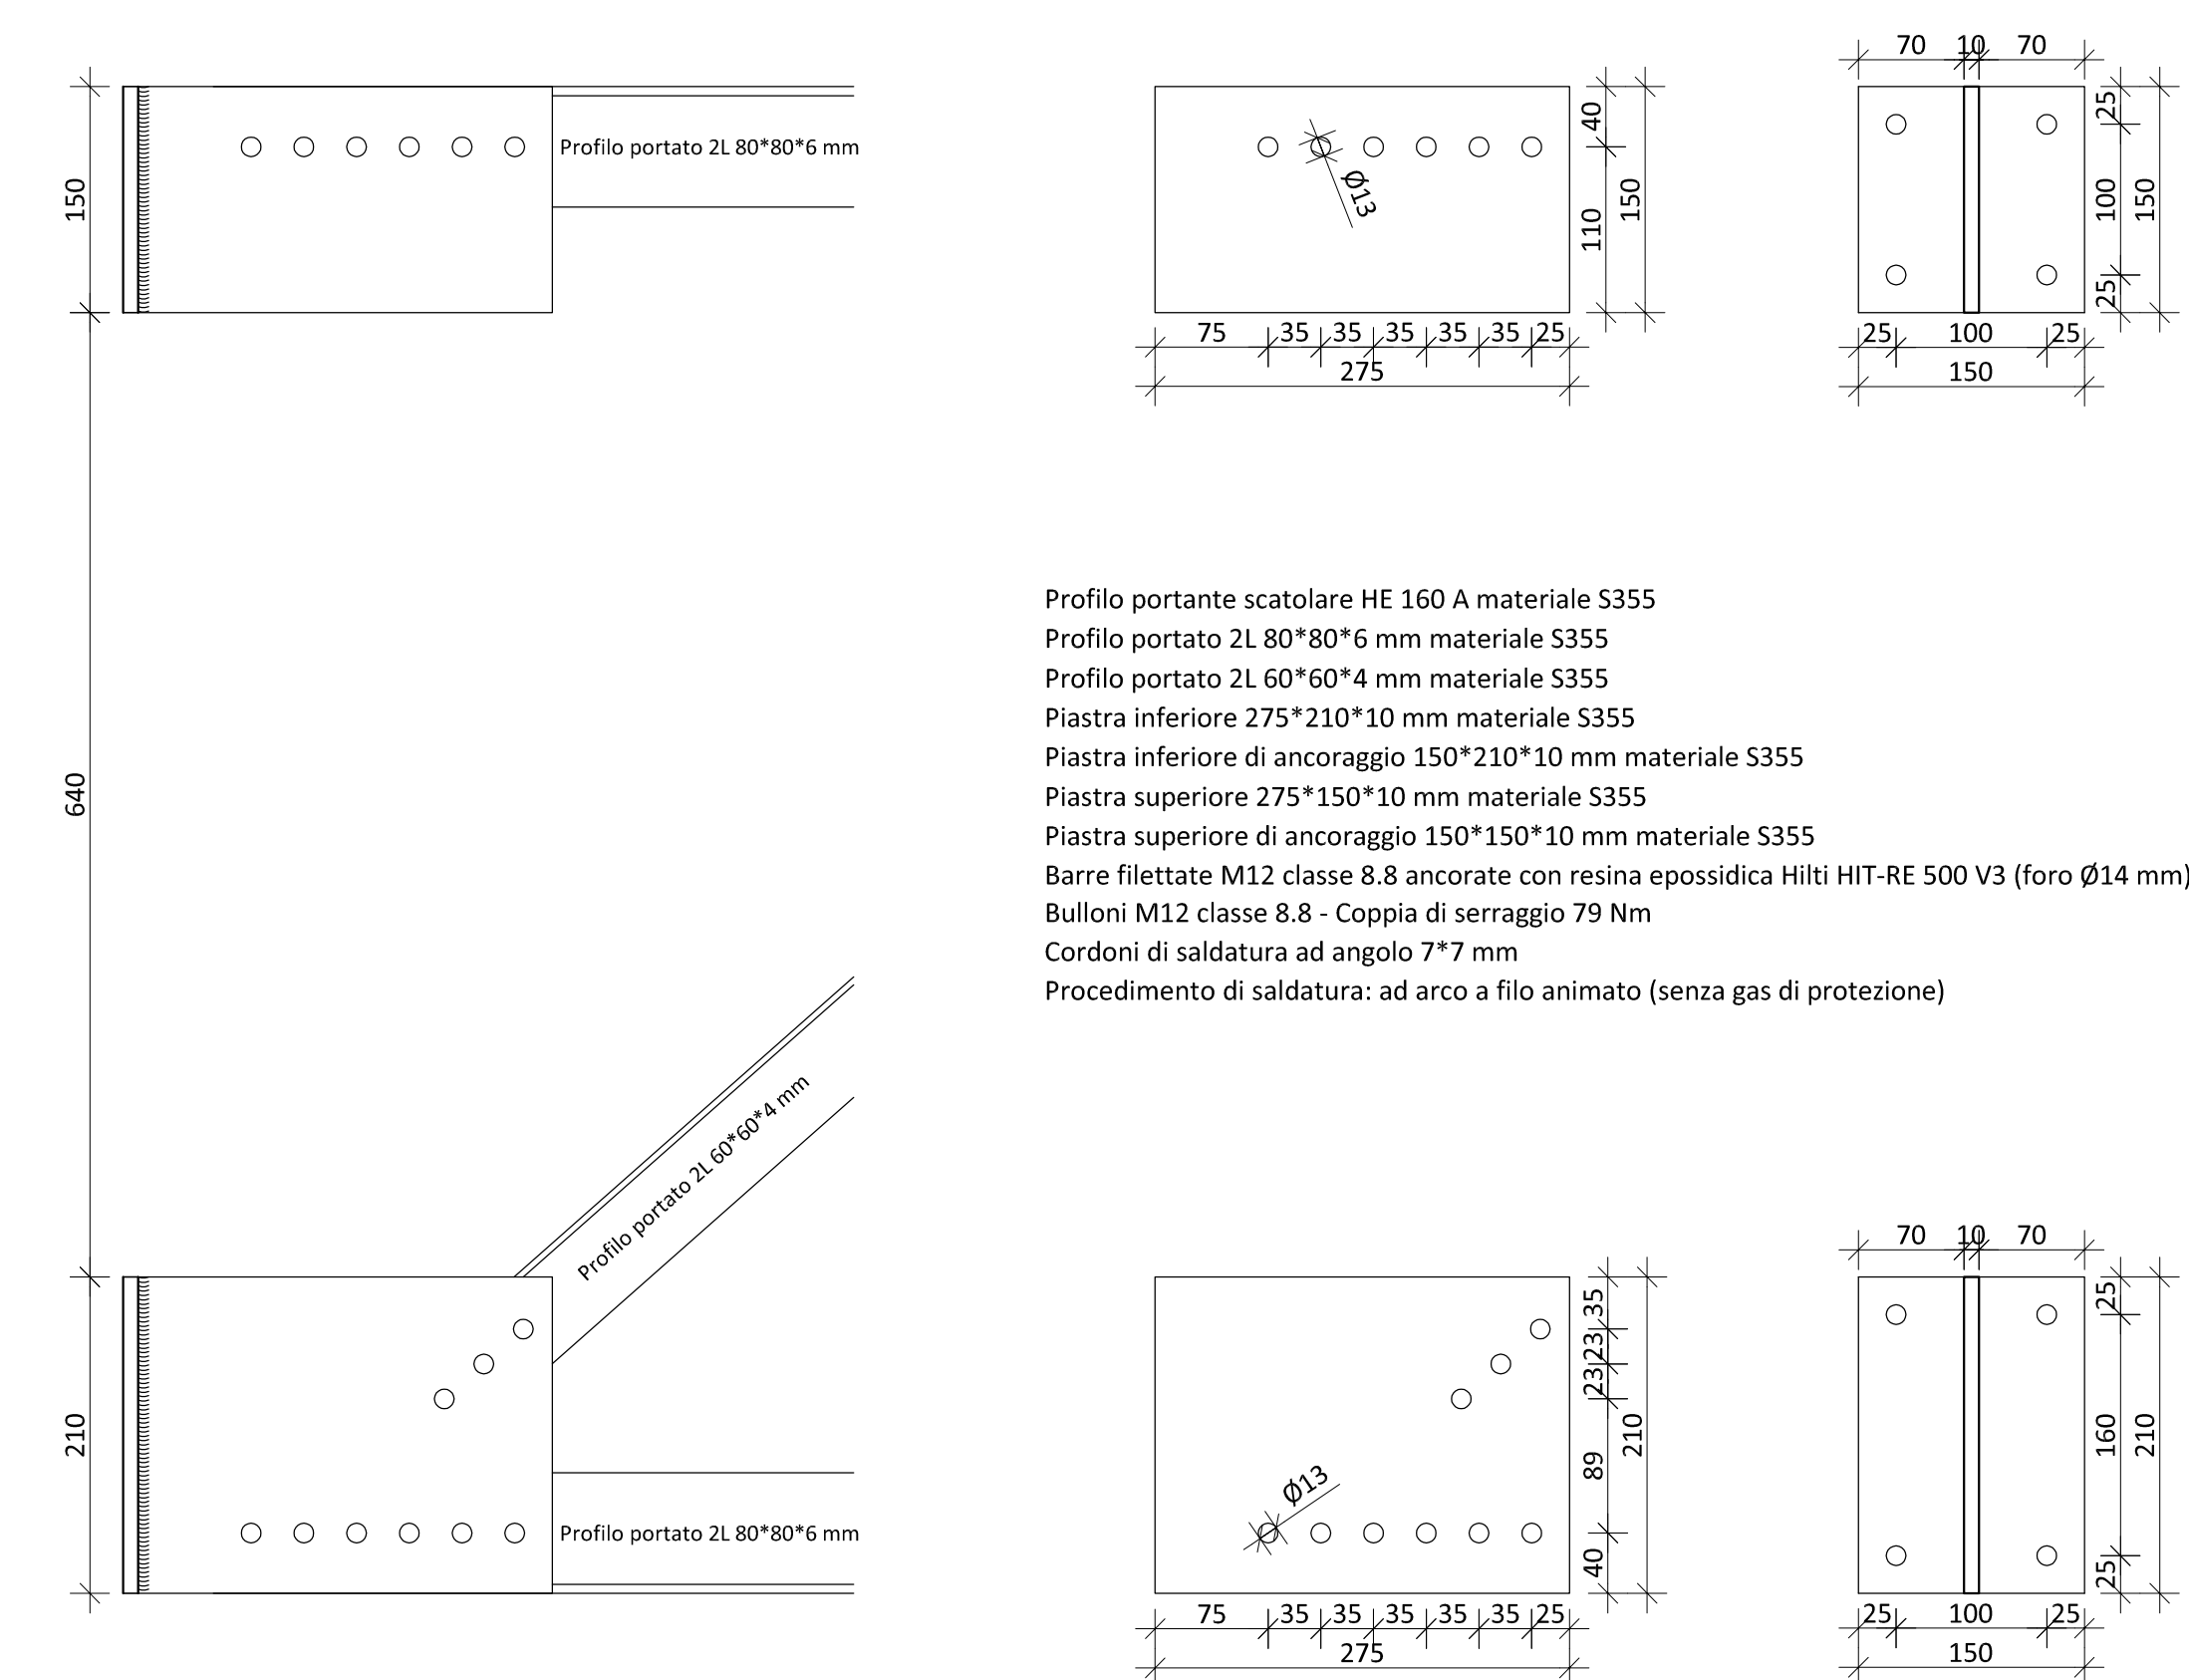 70 10 70
150
Profilo portato 2L 80*80*6 mm
Ø13
40
110
150
25
100
25
150
75 35 35 35 35 35 25
275
25 100 25
150
640
Profilo portante scatolare HE 160 A materiale S355
Profilo portato 2L 80*80*6 mm materiale S355
Profilo portato 2L 60*60*4 mm materiale S355
Piastra inferiore 275*210*10 mm materiale S355
Piastra inferiore di ancoraggio 150*210*10 mm materiale S355
Piastra superiore 275*150*10 mm materiale S355
Piastra superiore di ancoraggio 150*150*10 mm materiale S355
Barre filettate M12 classe 8.8 ancorate con resina epossidica Hilti HIT-RE 500 V3 (foro Ø14 mm)
Bulloni M12 classe 8.8 - Coppia di serraggio 79 Nm
Cordoni di saldatura ad angolo 7*7 mm
Procedimento di saldatura: ad arco a filo animato (senza gas di protezione)
Profilo portato 2L 60*60*4 mm
70 10 70
210
Profilo portato 2L 80*80*6 mm
Ø13
35
23
23
89
40
210
25
160
25
210
75 35 35 35 35 35 25
275
25 100 25
150